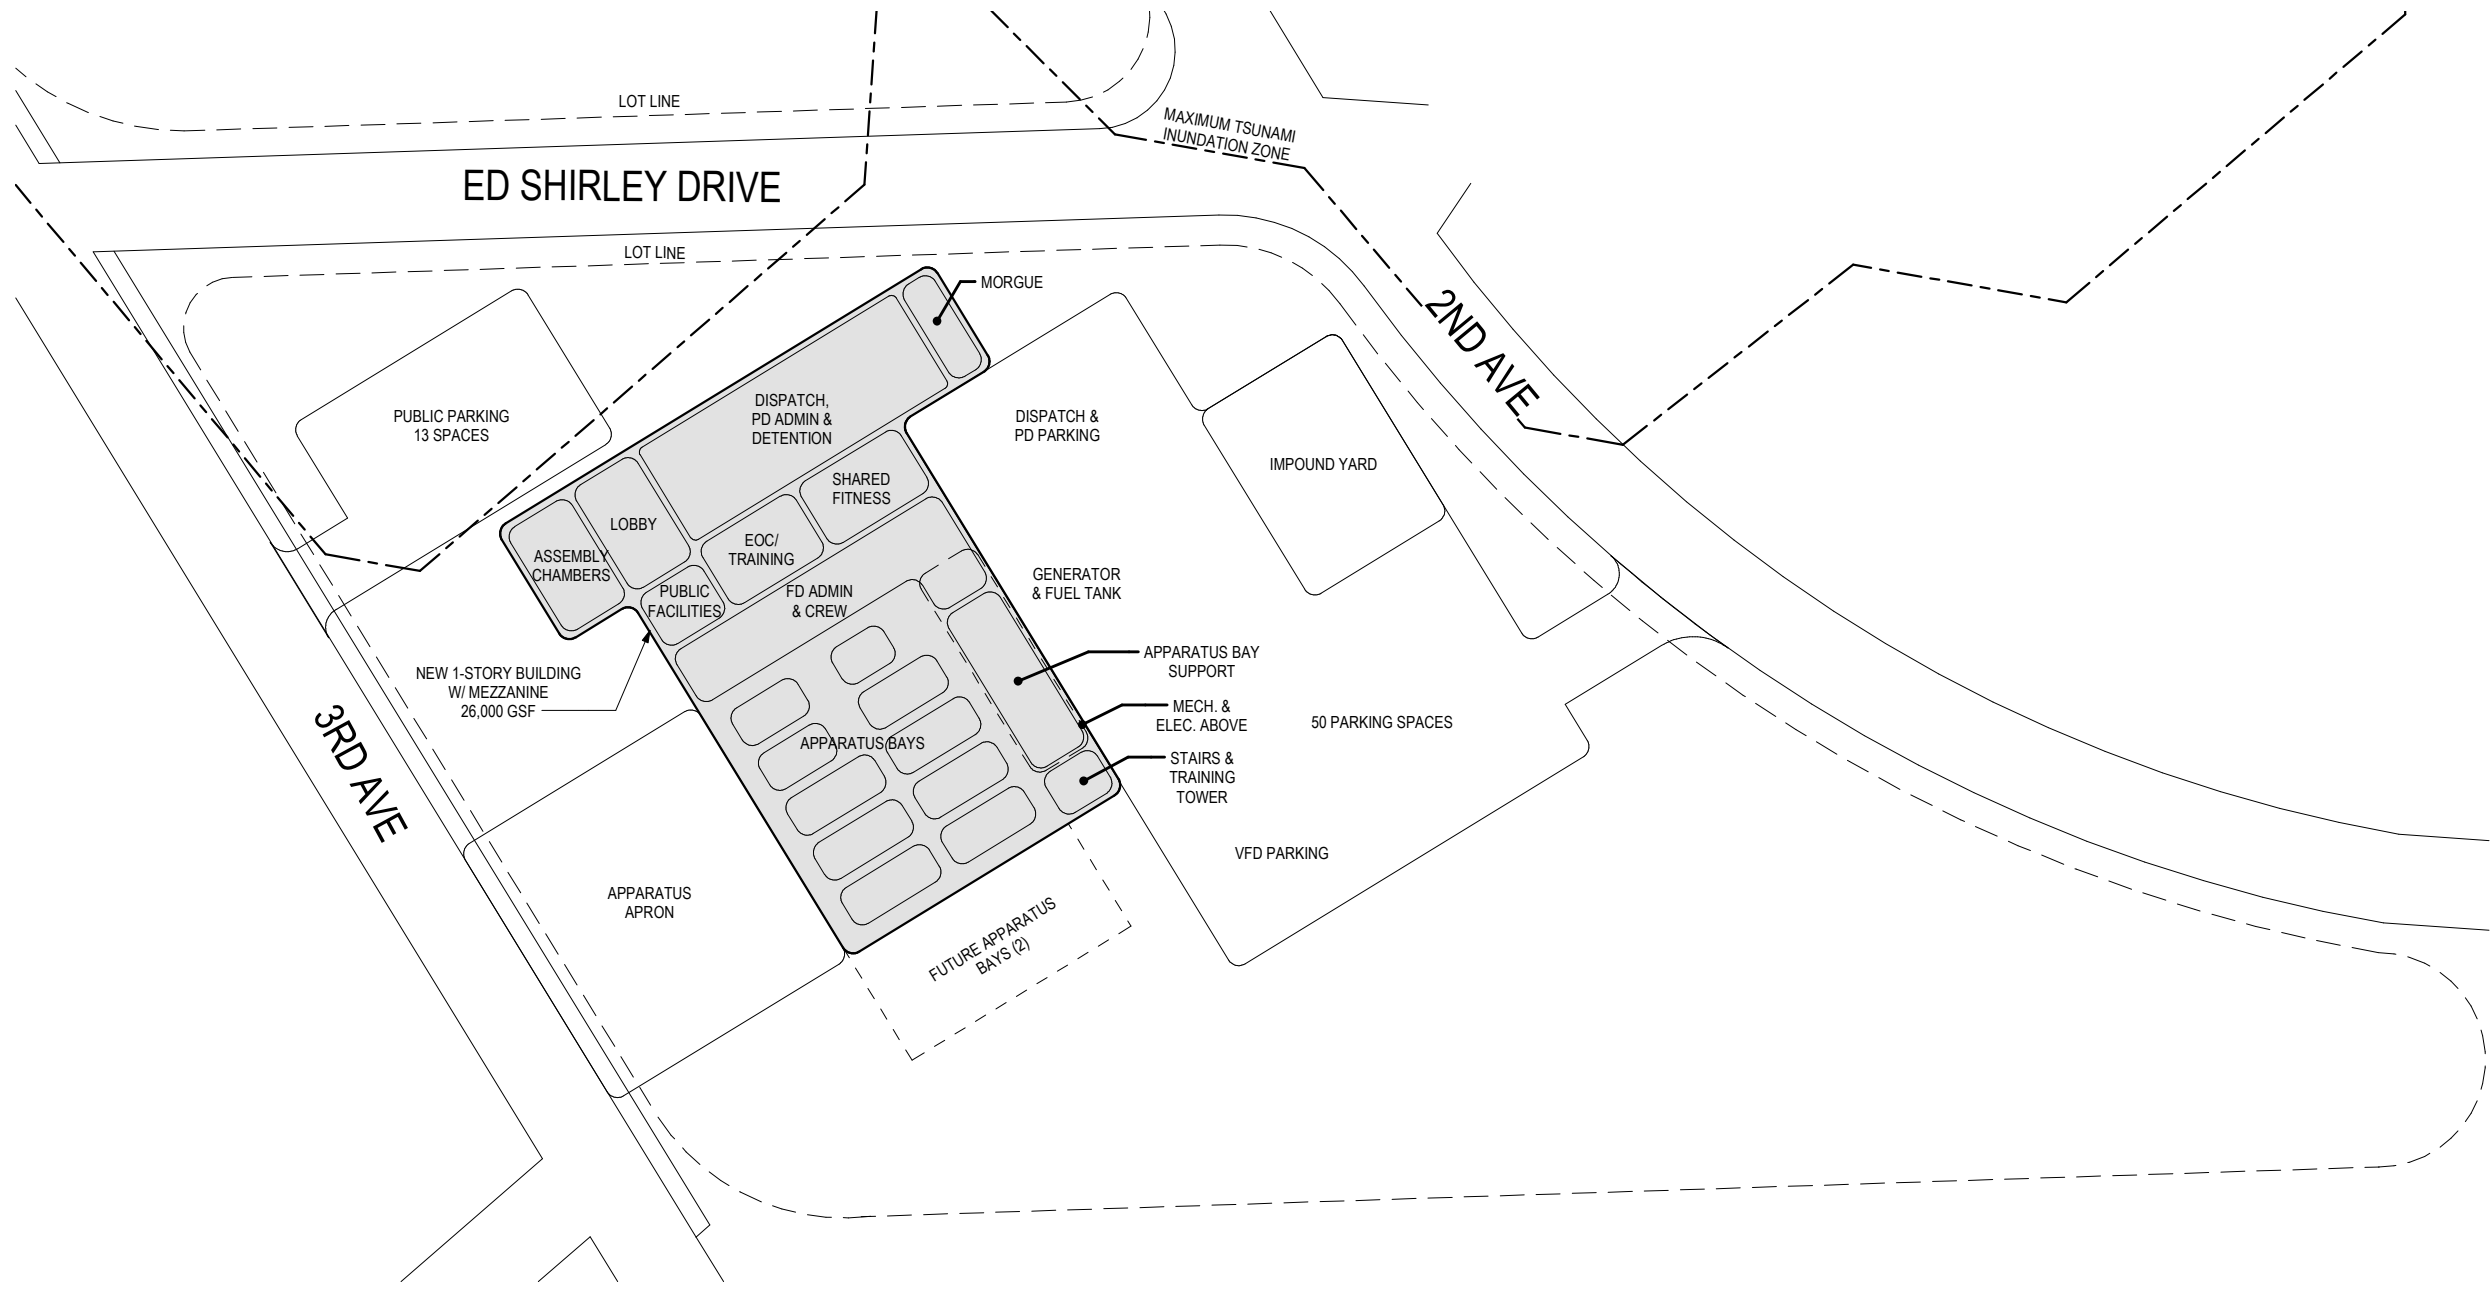 LOT LINE
MAXIMUM TSUNAMI
INUNDATION ZONE
ED SHIRLEY DRIVE
LOT LINE
MORGUE
2ND AVE
PUBLIC PARKING
13 SPACES
DISPATCH,
PD ADMIN &
DETENTION
DISPATCH &
PD PARKING
IMPOUND YARD
SHARED
FITNESS
LOBBY
EOC/
TRAINING
ASSEMBLY
CHAMBERS
PUBLIC
FACILITIES
FD ADMIN
& CREW
GENERATOR
& FUEL TANK
NEW 1-STORY BUILDING
W/ MEZZANINE
26,000 GSF
APPARATUS BAY
SUPPORT
MECH. &
ELEC. ABOVE
50 PARKING SPACES
3RD AVE
APPARATUS BAYS
STAIRS &
TRAINING
TOWER
VFD PARKING
APPARATUS
APRON
FUTURE APPARATUS
BAYS (2)